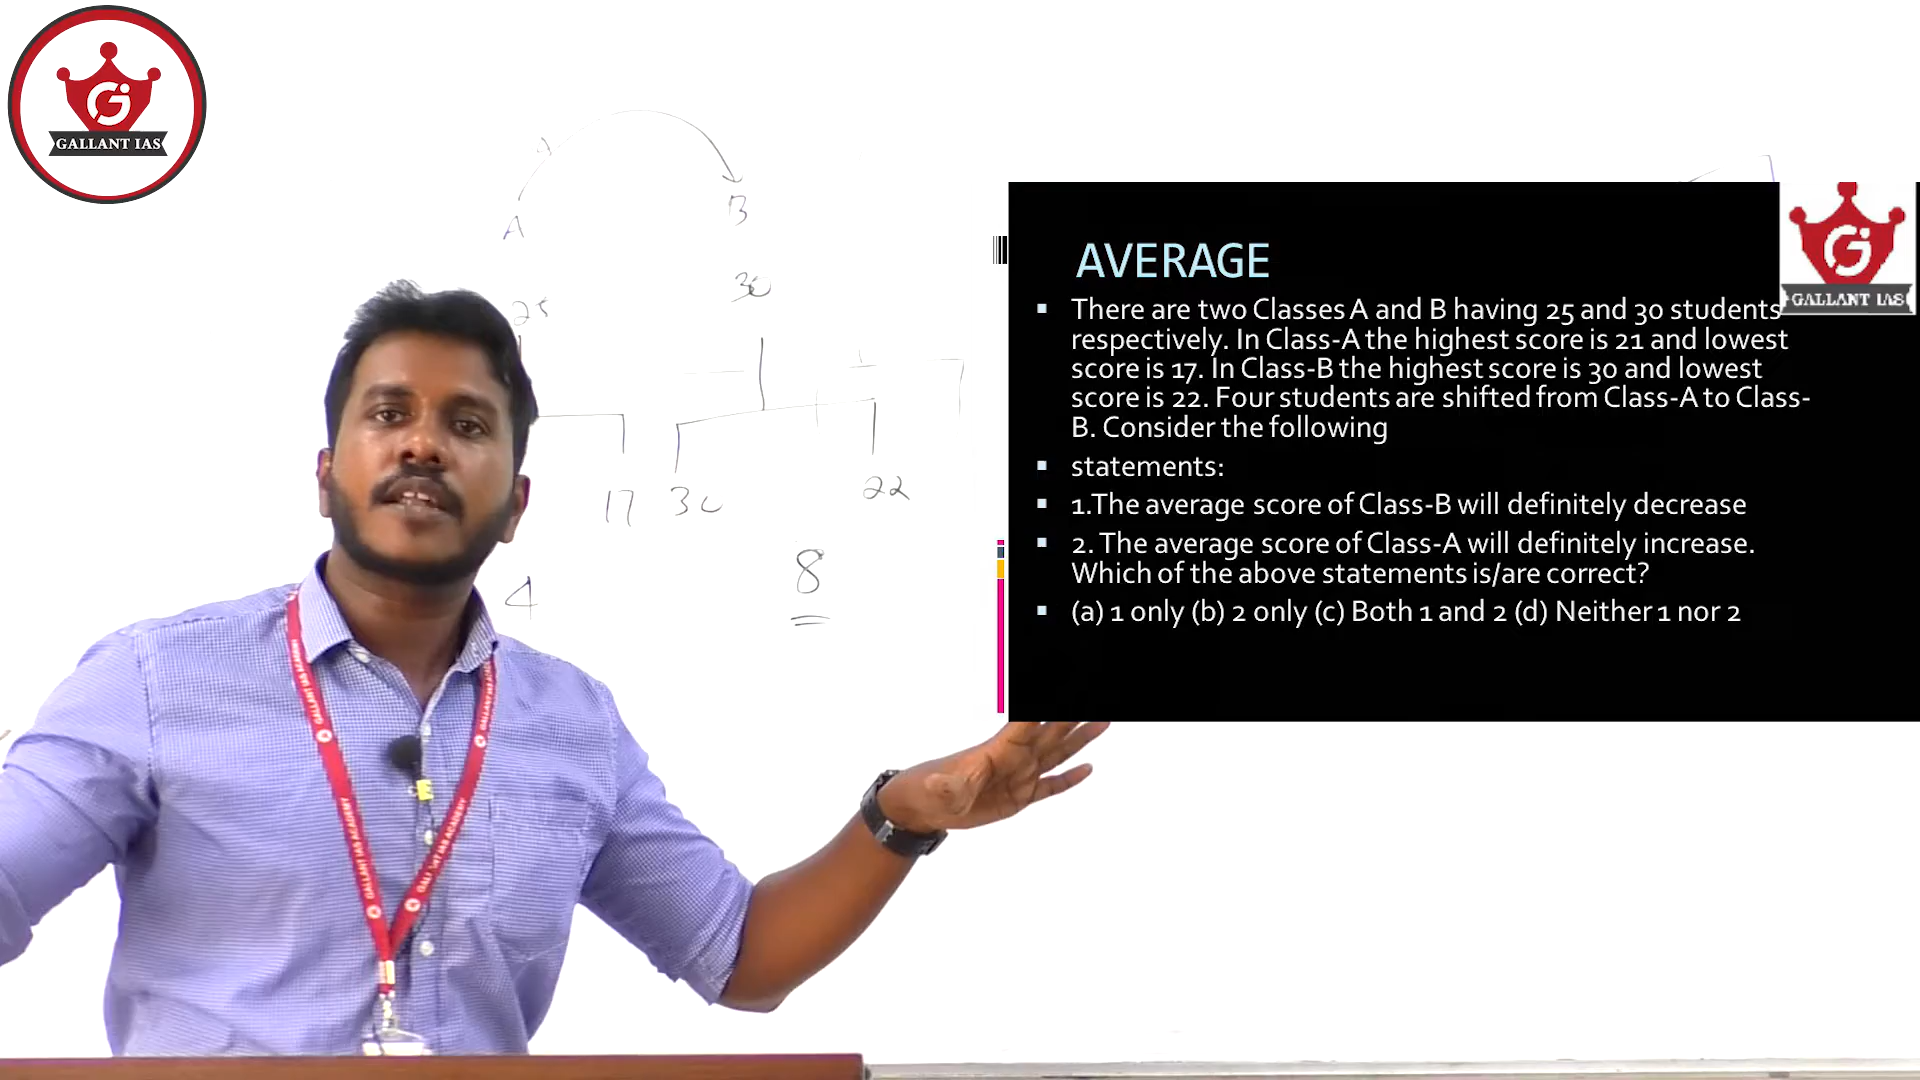 GALLANT IAS
A
B
25
30
17
30
22
4
8
GALLANT IAS ACADEMY
GALLANT IAS
AVERAGE
There are two Classes A and B having 25 and 30 students
respectively. In Class-A the highest score is 21 and lowest
score is 17. In Class-B the highest score is 30 and lowest
score is 22. Four students are shifted from Class-A to Class-
B. Consider the following
statements:
1.The average score of Class-B will definitely decrease
2. The average score of Class-A will definitely increase.
Which of the above statements is/are correct?
(a) 1 only (b) 2 only (c) Both 1 and 2 (d) Neither 1 nor 2